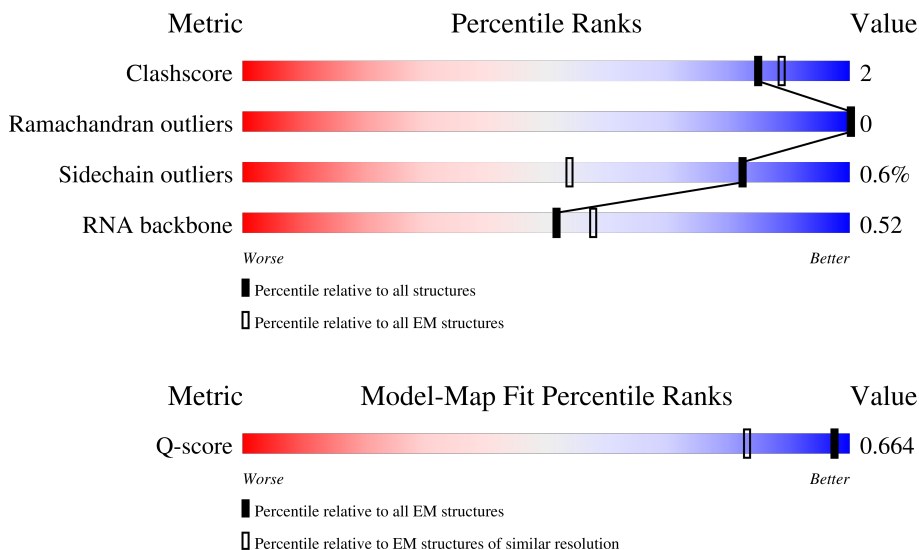 Metric Percentile Ranks Value
Clashscore 2
Ramachandran outliers 0
Sidechain outliers 0.6%
RNA backbone 0.52
Worse Better
Percentile relative to all structures
Percentile relative to all EM structures
Metric Model-Map Fit Percentile Ranks Value
Q-score 0.664
Worse Better
Percentile relative to all EM structures
Percentile relative to EM structures of similar resolution